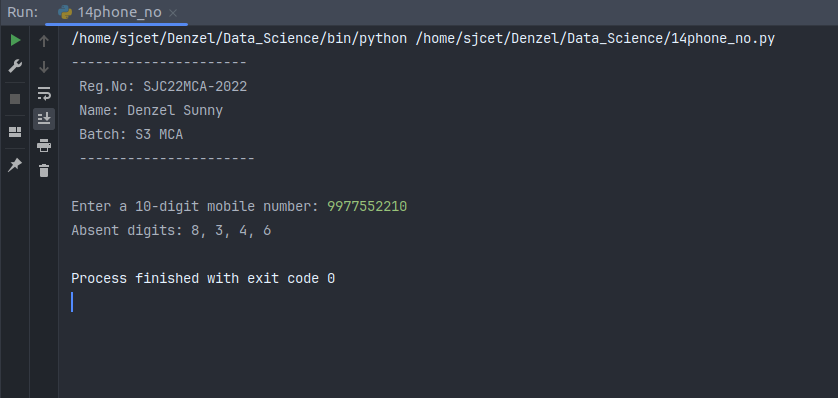 Run: 14phone_no
/home/sjcet/Denzel/Data_Science/bin/python /home/sjcet/Denzel/Data_Science/14phone_no.py
----------------------
Reg.No: SJC22MCA-2022
Name: Denzel Sunny
Batch: S3 MCA
----------------------
Enter a 10-digit mobile number: 9977552210
Absent digits: 8, 3, 4, 6
Process finished with exit code 0